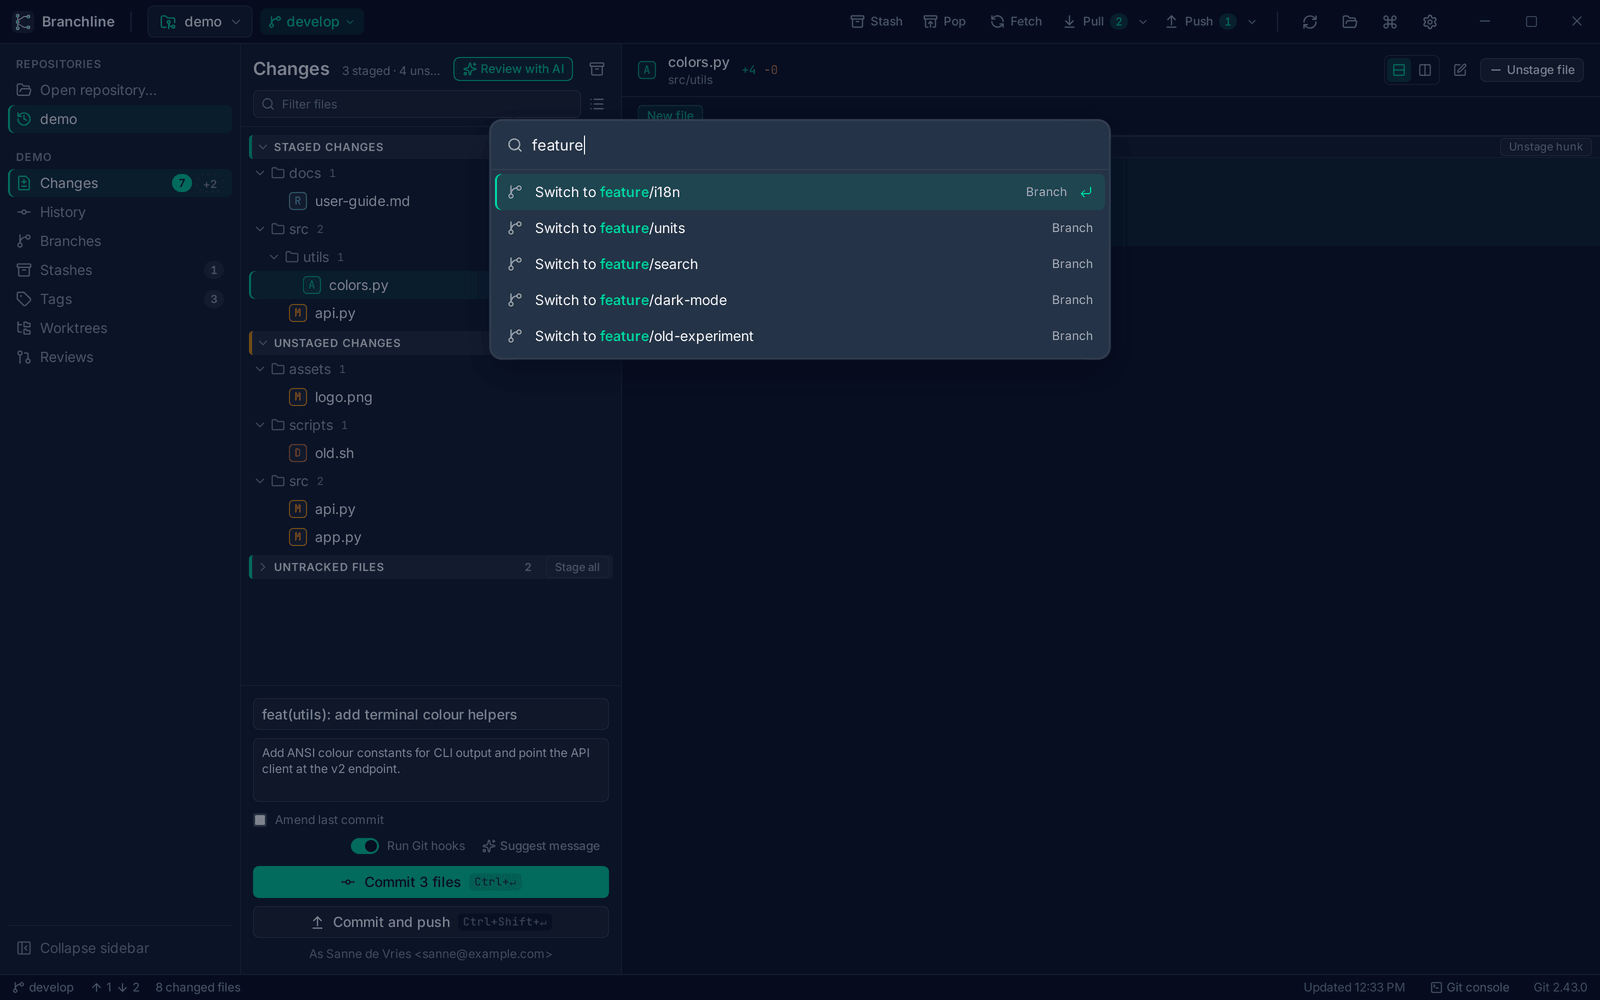 Branchline
demo
develop
Stash
Pop
Fetch
Pull 2
Push 1
REPOSITORIES
Open repository...
demo
DEMO
Changes 7 +2
History
Branches
Stashes 1
Tags 3
Worktrees
Reviews
Collapse sidebar
Changes 3 staged · 4 uns... Review with AI
Filter files
STAGED CHANGES
docs 1
R user-guide.md
src 2
utils 1
A colors.py
M api.py
UNSTAGED CHANGES
assets 1
M logo.png
scripts 1
D old.sh
src 2
M api.py
M app.py
UNTRACKED FILES 2 Stage all
feat(utils): add terminal colour helpers
Add ANSI colour constants for CLI output and point the API
client at the v2 endpoint.
Amend last commit
Run Git hooks Suggest message
Commit 3 files Ctrl+↵
Commit and push Ctrl+Shift+↵
As Sanne de Vries <sanne@example.com>
A colors.py +4 -0
src/utils
Unstage file
New file
Unstage hunk
feature
Switch to feature/i18n Branch
Switch to feature/units Branch
Switch to feature/search Branch
Switch to feature/dark-mode Branch
Switch to feature/old-experiment Branch
develop ↑ 1 ↓ 2 8 changed files
Updated 12:33 PM Git console Git 2.43.0